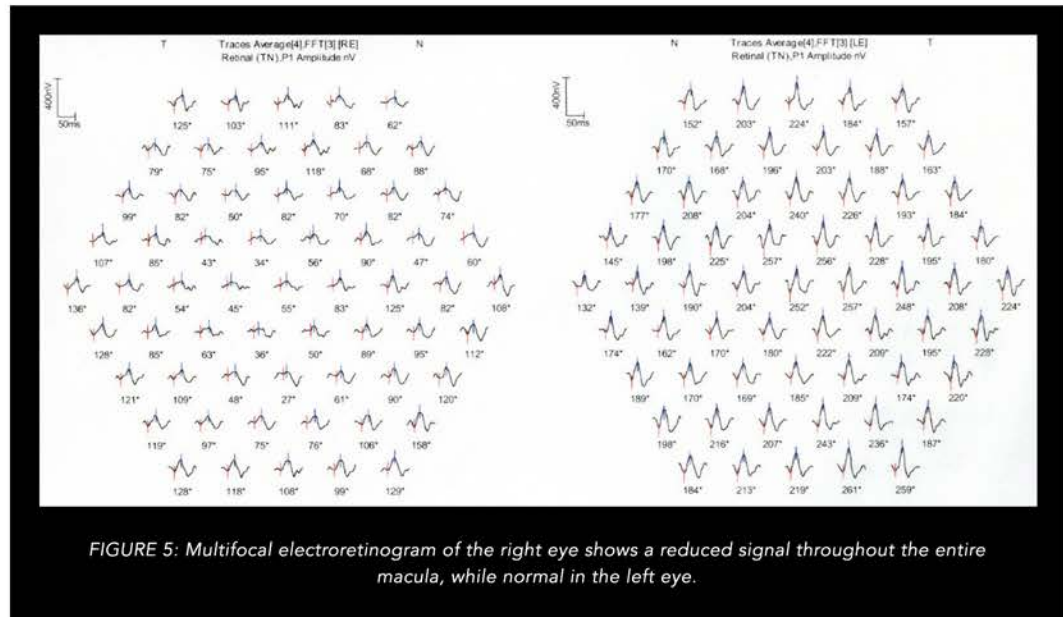 T Traces Average[4],FFT[3] [RE] N
Retinal (TN),P1 Amplitude nV
400nV
50ms
125* 103* 111* 83* 62*
79* 75* 95* 118* 68* 88*
99* 82* 50* 82* 70* 82* 74*
107* 85* 43* 34* 56* 90* 47* 60*
136* 82* 54* 45* 55* 83* 125* 82* 108*
128* 85* 63* 36* 50* 89* 95* 112*
121* 109* 48* 27* 61* 90* 120*
119* 97* 75* 76* 106* 158*
128* 118* 108* 99* 129*
N Traces Average[4],FFT[3] [LE] T
Retinal (TN),P1 Amplitude nV
400nV
50ms
152* 203* 224* 184* 157*
170* 168* 196* 203* 188* 163*
177* 208* 204* 240* 226* 193* 184*
145* 198* 225* 257* 256* 228* 195* 180*
132* 139* 190* 204* 252* 257* 248* 208* 224*
174* 162* 170* 180* 222* 209* 195* 228*
189* 170* 169* 185* 209* 174* 220*
198* 216* 207* 243* 236* 187*
184* 213* 219* 261* 259*
FIGURE 5: Multifocal electroretinogram of the right eye shows a reduced signal throughout the entire
macula, while normal in the left eye.